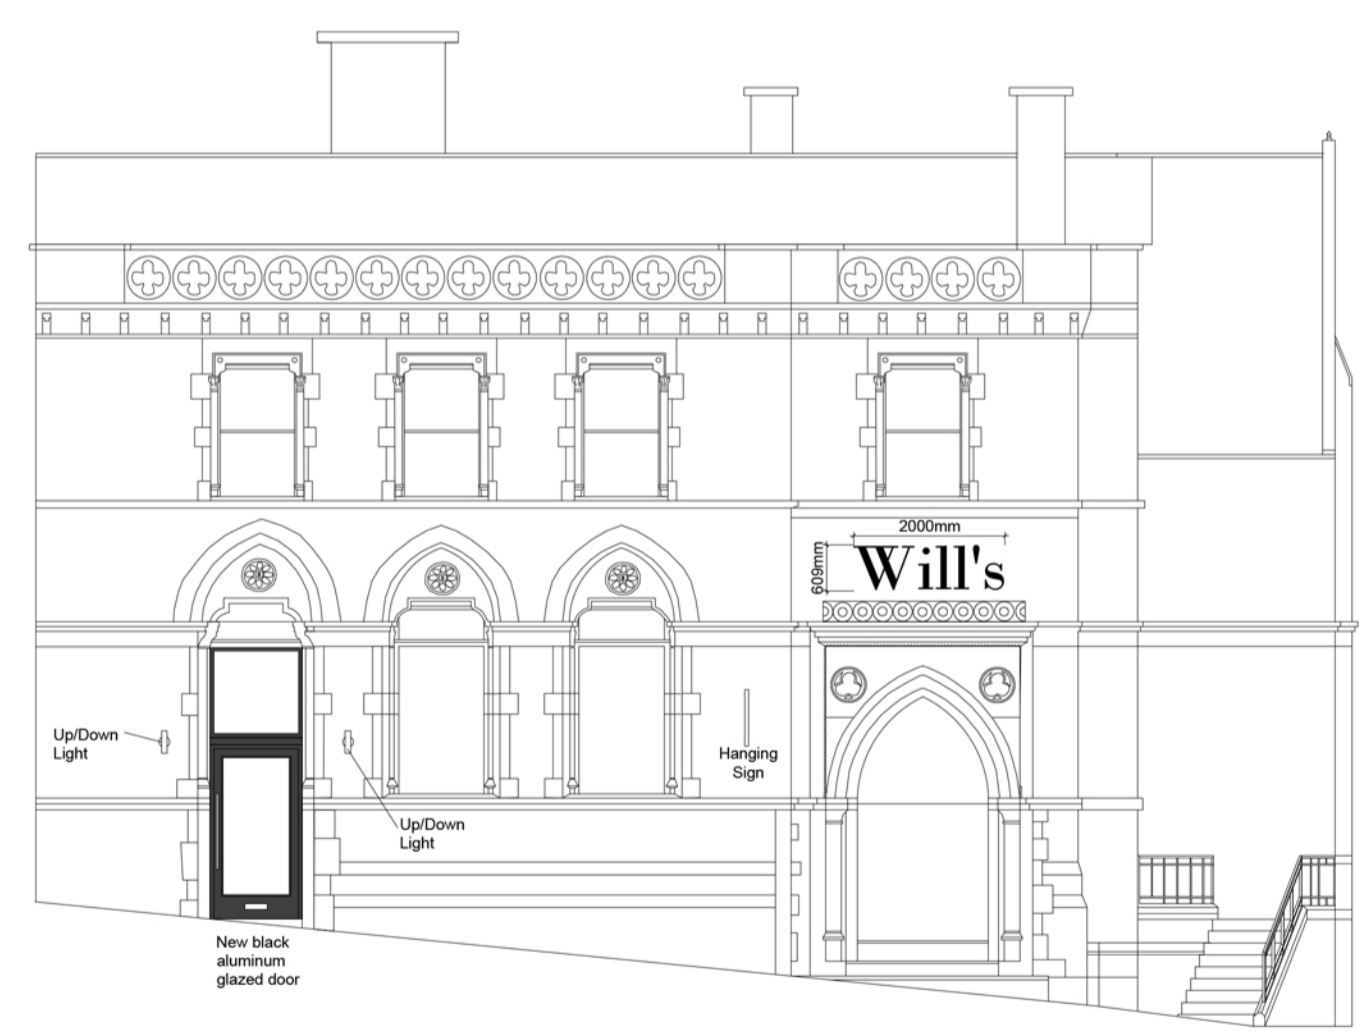 2000mm
609mm
Will's
Up/Down
Light
Hanging
Sign
Up/Down
Light
New black
aluminum
glazed door